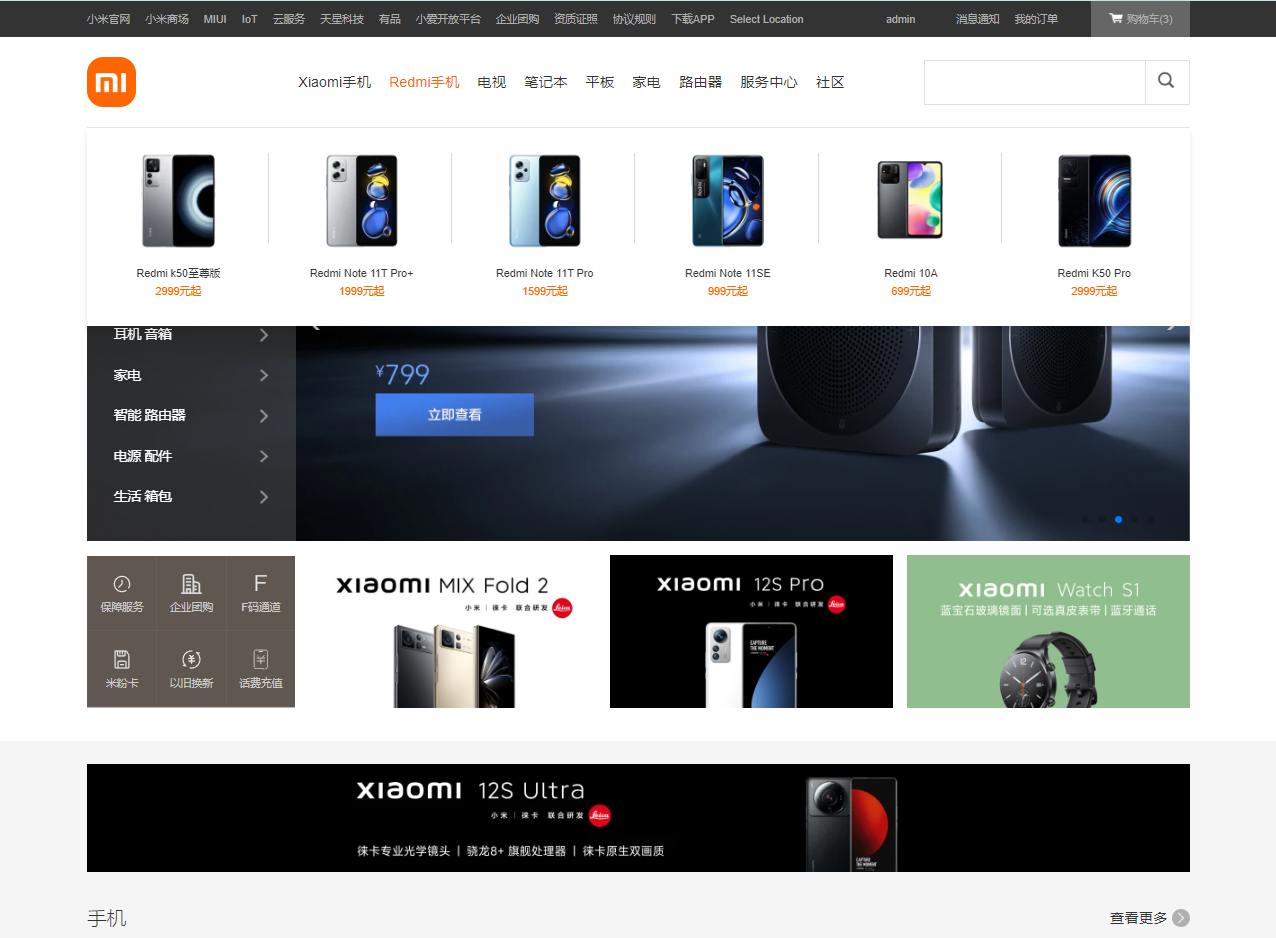 小米官网 小米商场 MIUI IoT 云服务 天星科技 有品 小爱开放平台 企业团购 资质证照 协议规则 下载APP Select Location admin 消息通知 我的订单 购物车(3)
Xiaomi手机 Redmi手机 电视 笔记本 平板 家电 路由器 服务中心 社区
Redmi k50至尊版 Redmi Note 11T Pro+ Redmi Note 11T Pro Redmi Note 11SE Redmi 10A Redmi K50 Pro
2999元起 1999元起 1599元起 999元起 699元起 2999元起
耳机 音箱
家电
智能 路由器
电源 配件
生活 箱包
¥799
立即查看
保障服务 企业团购 F码通道
米粉卡 以旧换新 话费充值
xiaomi MIX Fold 2
小米 | 徕卡 联合研发 Leica
xiaomi 12S Pro
小米 | 徕卡 联合研发 Leica
CAPTURE THE MOMENT
xiaomi Watch S1
蓝宝石玻璃镜面 | 可选真皮表带 | 蓝牙通话
xiaomi 12S Ultra
小米 | 徕卡 联合研发 Leica
徕卡专业光学镜头 | 骁龙8+ 旗舰处理器 | 徕卡原生双画质
CAPTURE THE MOMENT
手机 查看更多